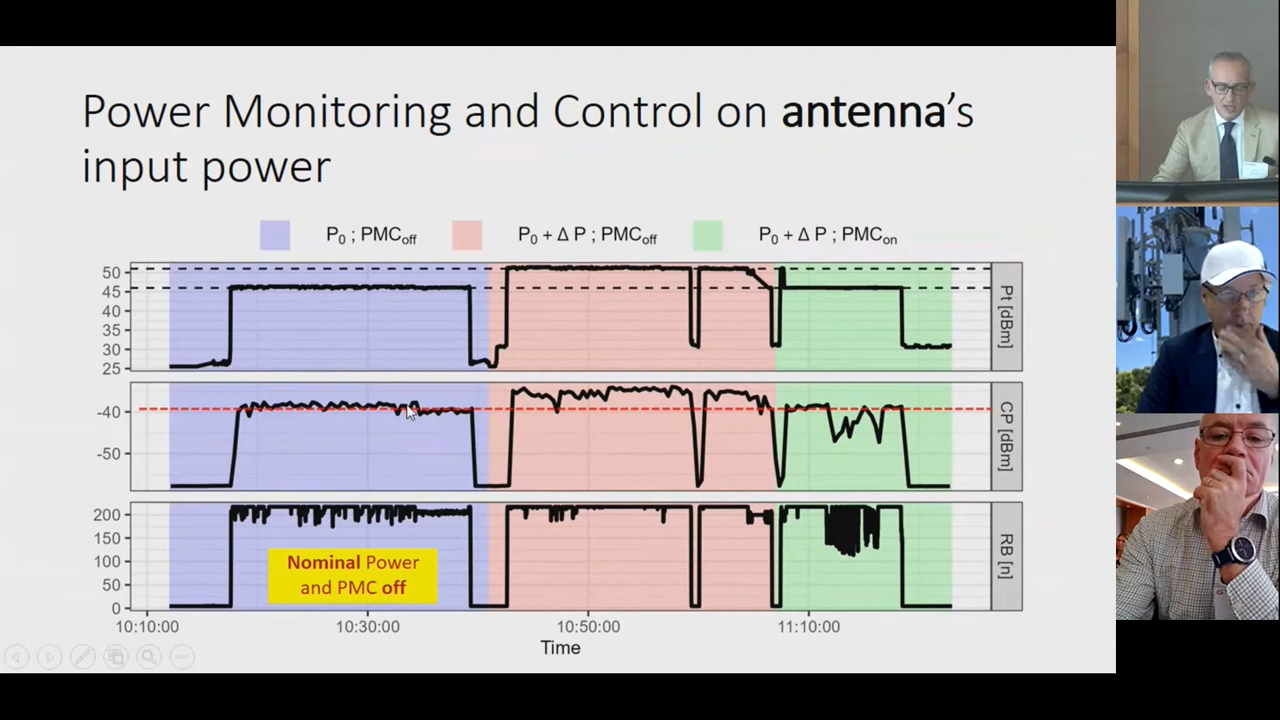 Power Monitoring and Control on antenna's
input power
P0 ; PMCoff
P0 + Δ P ; PMCoff
P0 + Δ P ; PMCon
50
45
40
35
30
25
Pt [dBm]
-40
-50
CP [dBm]
200
150
100
50
0
RB [n]
Nominal Power
and PMC off
10:10:00 10:30:00 10:50:00 11:10:00
Time